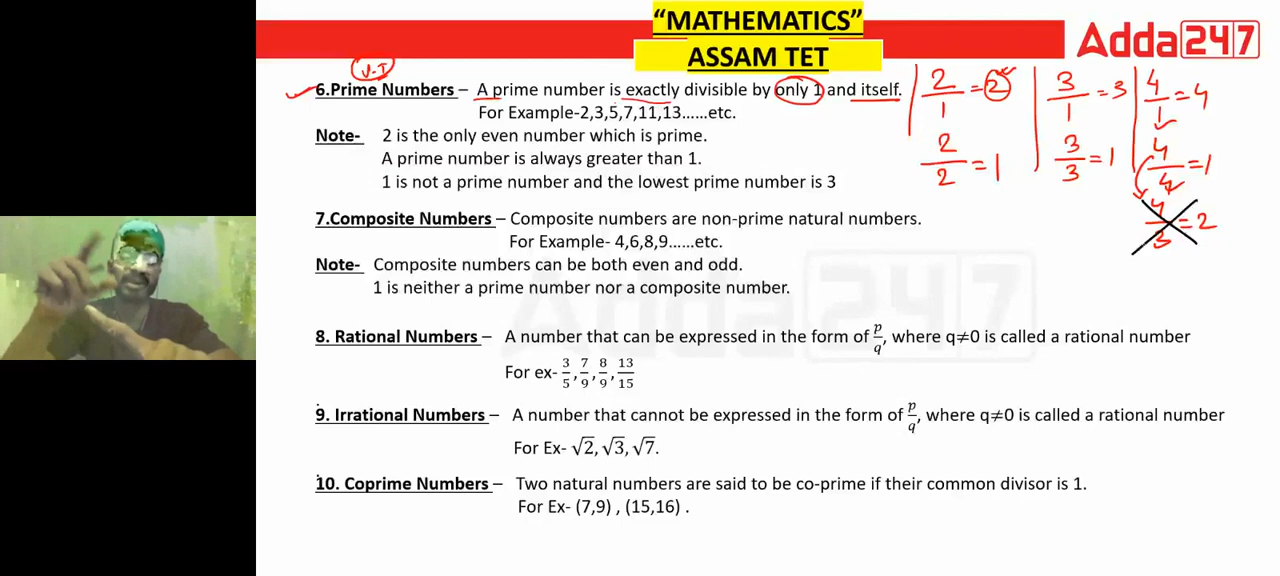 “MATHEMATICS”
ASSAM TET
Adda247
V.I
6.Prime Numbers – A prime number is exactly divisible by only 1 and itself.
For Example-2,3,5,7,11,13......etc.
Note- 2 is the only even number which is prime.
A prime number is always greater than 1.
1 is not a prime number and the lowest prime number is 3
2/1 = 2
2/2 = 1
3/1 = 3
3/3 = 1
4/1 = 4
4/4 = 1
4/3 = 2
7.Composite Numbers – Composite numbers are non-prime natural numbers.
For Example- 4,6,8,9......etc.
Note- Composite numbers can be both even and odd.
1 is neither a prime number nor a composite number.
8. Rational Numbers – A number that can be expressed in the form of p/q, where q≠0 is called a rational number
For ex- 3/5, 7/9, 8/9, 13/15
9. Irrational Numbers – A number that cannot be expressed in the form of p/q, where q≠0 is called a rational number
For Ex- √2, √3, √7.
10. Coprime Numbers – Two natural numbers are said to be co-prime if their common divisor is 1.
For Ex- (7,9) , (15,16) .
Adda247